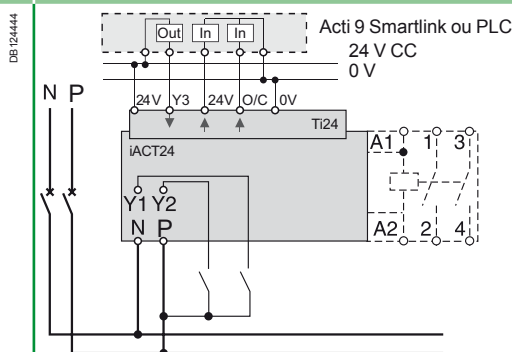 DB124444
Out In In
Acti 9 Smartlink ou PLC
24 V CC
0 V
N P
24V Y3 24V O/C 0V
Ti24
iACT24
A1 1 3
Y1 Y2
N P
A2 2 4